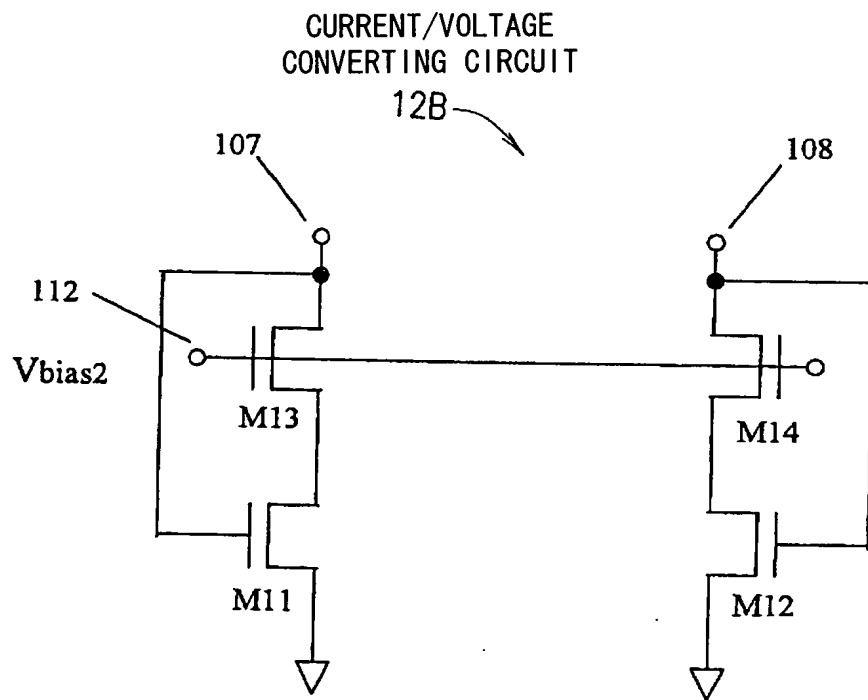 CURRENT/VOLTAGE
CONVERTING CIRCUIT
12B
107
108
112
Vbias2
M13
M14
M11
M12